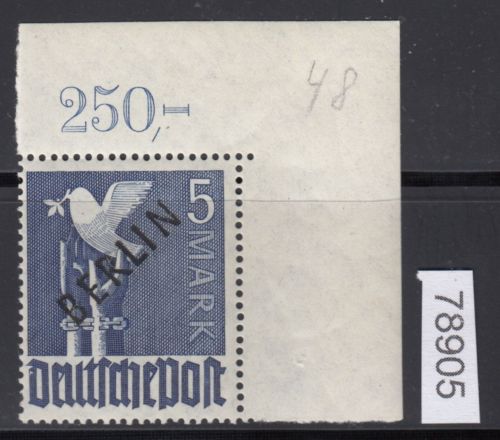 250,-
48
5 MARK
BERLIN
Deutsche Post
78905